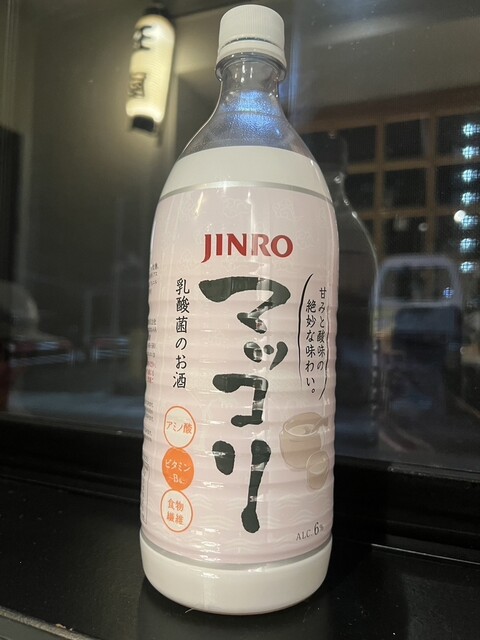 JINRO
マッコリ
甘みと酸味の
絶妙な味わい。
乳酸菌のお酒
アミノ酸
ビタミン
食物
繊維
ALC. 6%